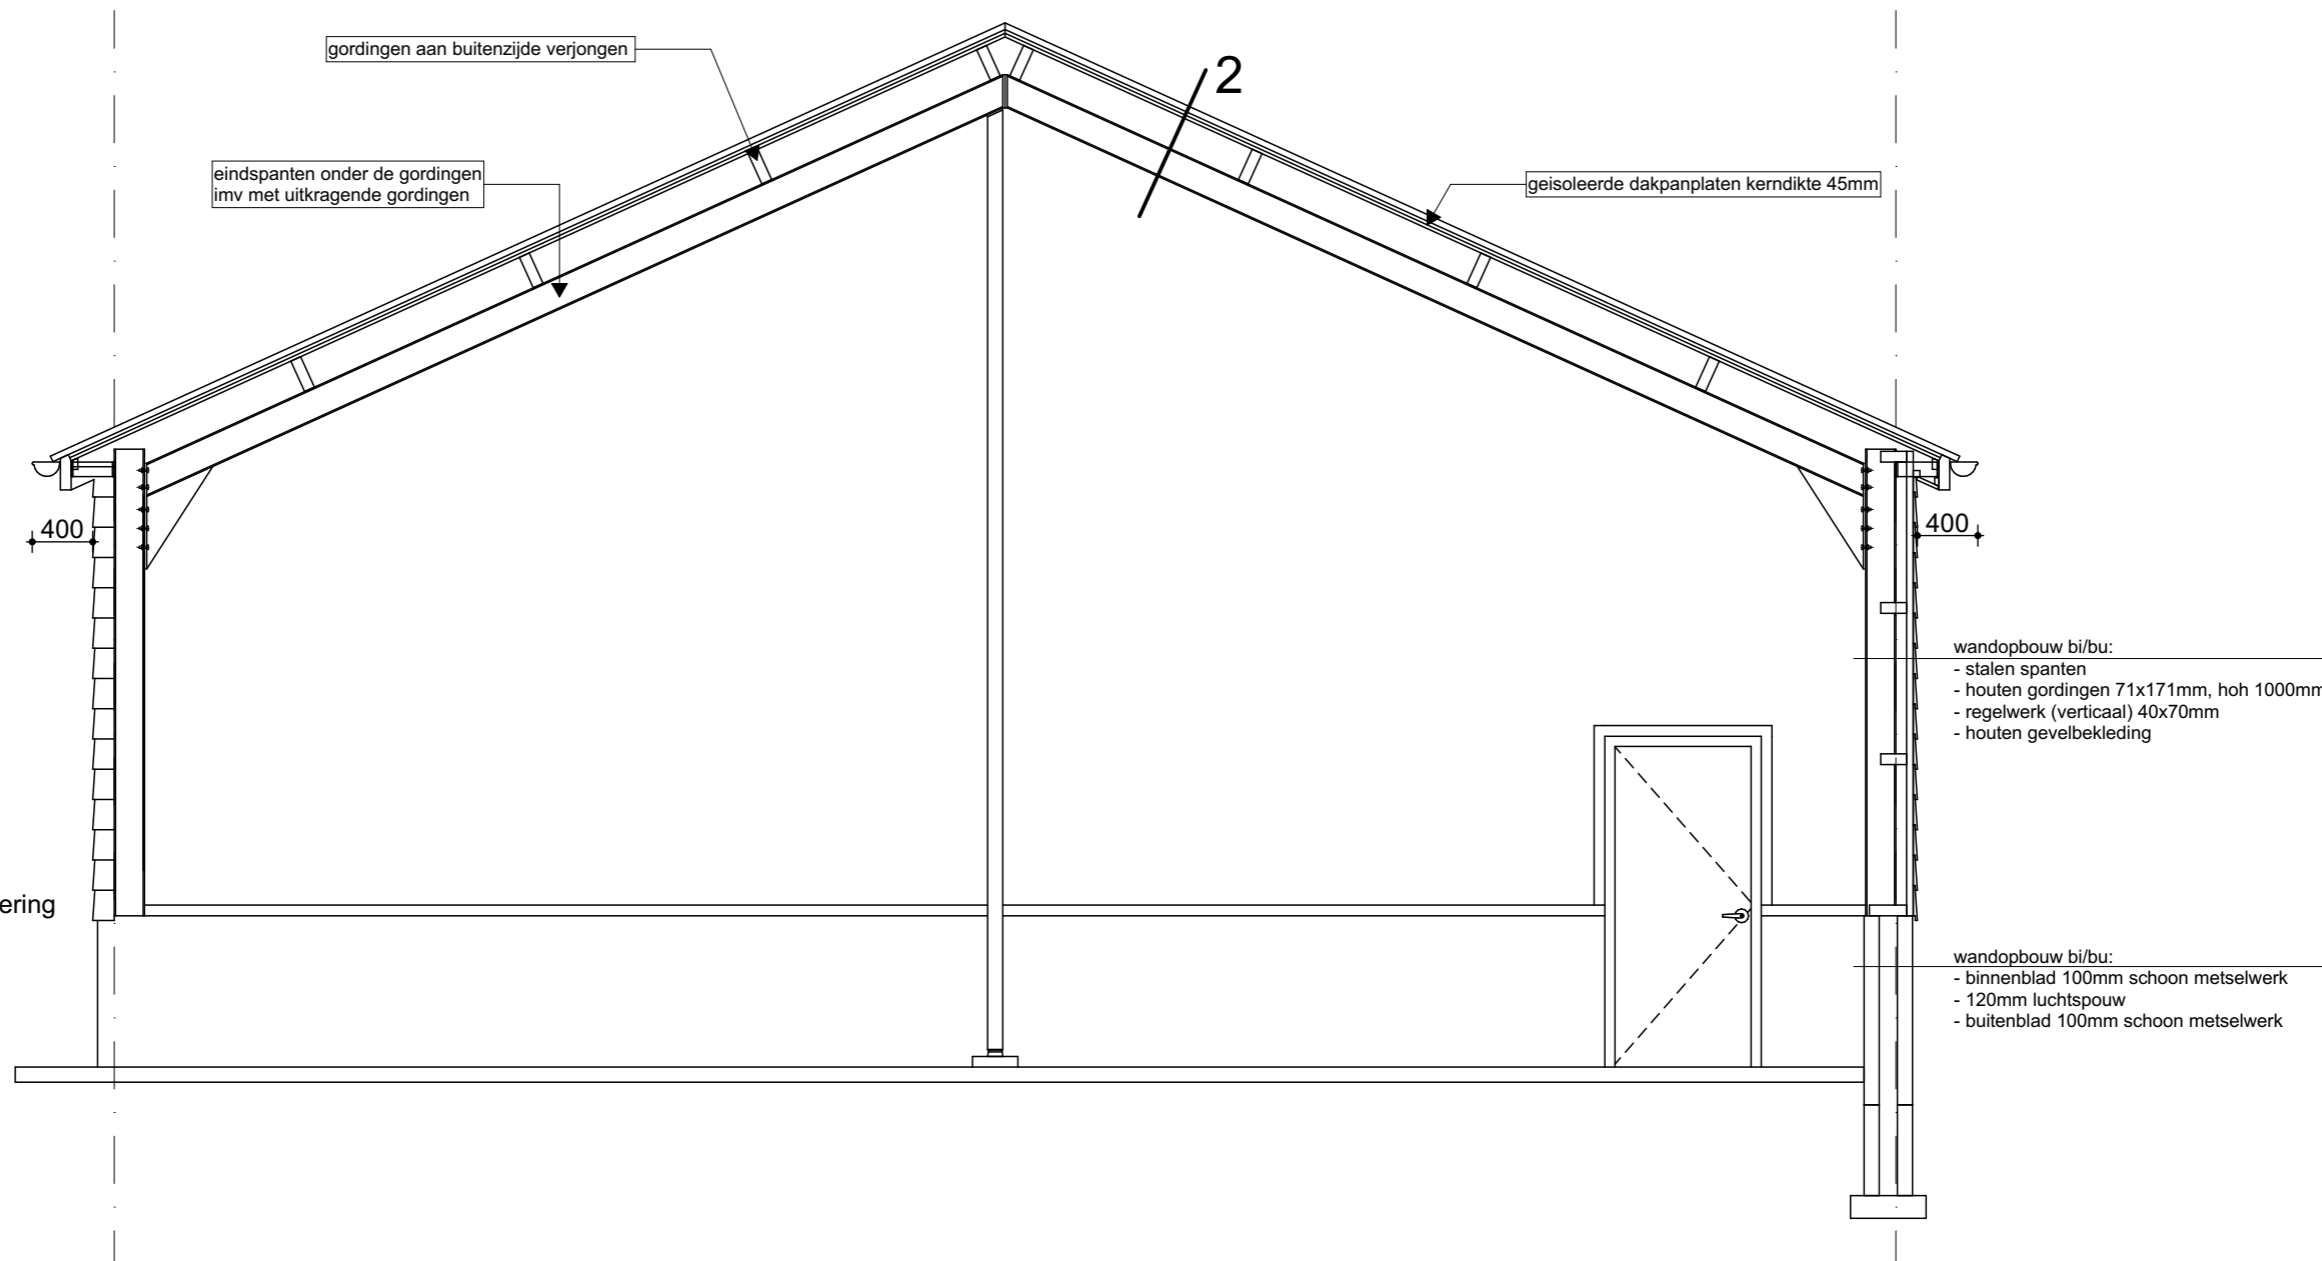 gordingen aan buitenzijde verjongen
2
eindspanten onder de gordingen
imv met uitkragende gordingen
geisoleerde dakpanplaten kerndikte 45mm
400
400
wandopbouw bi/bu:
- stalen spanten
- houten gordingen 71x171mm, hoh 1000mm
- regelwerk (verticaal) 40x70mm
- houten gevelbekleding
ering
wandopbouw bi/bu:
- binnenblad 100mm schoon metselwerk
- 120mm luchtspouw
- buitenblad 100mm schoon metselwerk